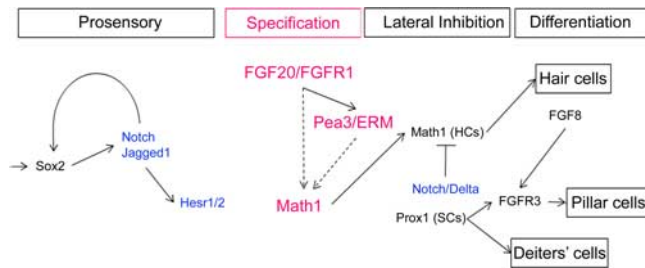 Prosensory
Specification
Lateral Inhibition
Differentiation
FGF20/FGFR1
Hair cells
Pea3/ERM
FGF8
Notch
Jagged1
Math1 (HCs)
Sox2
Notch/Delta
Hesr1/2
Math1
FGFR3
Pillar cells
Prox1 (SCs)
Deiters' cells